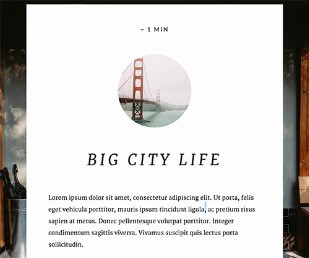 ~ 1 MIN
BIG CITY LIFE
Lorem ipsum dolor sit amet, consectetur adipiscing elit. Ut porta, felis
eget vehicula porttitor, mauris ipsum tincidunt ligula, ac pretium risus
sapien at metus. Donec pellentesque volutpat porttitor. Integer
condimentum sagittis viverra. Vivamus suscipit quis lectus porta
sollicitudin.